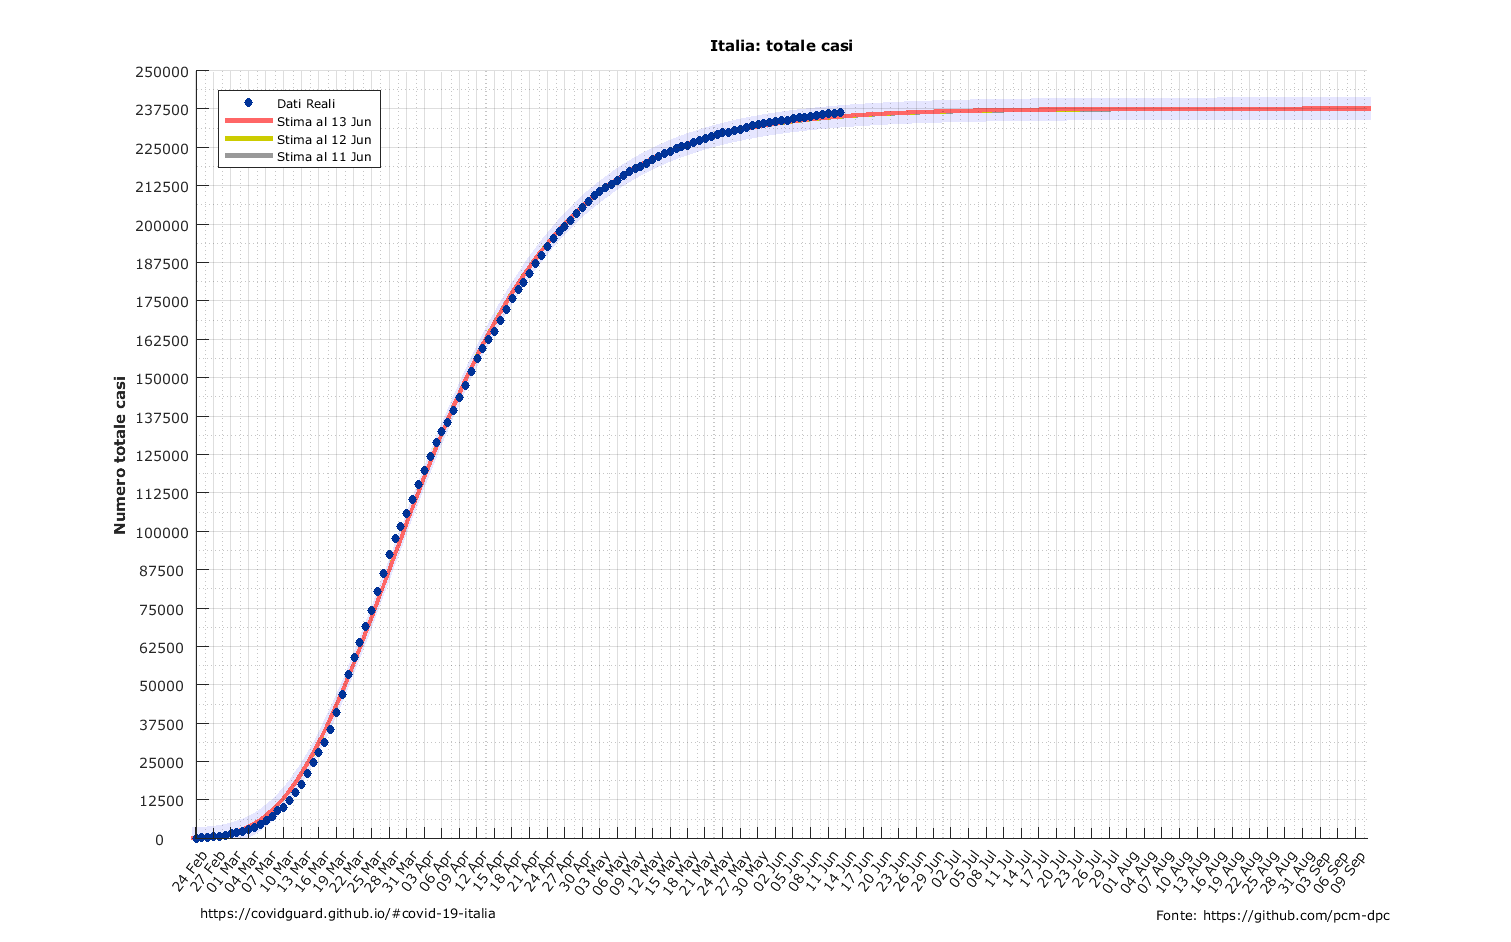 Italia: totale casi
Numero totale casi
250000
237500
225000
212500
200000
187500
175000
162500
150000
137500
125000
112500
100000
87500
75000
62500
50000
37500
25000
12500
0
Dati Reali
Stima al 13 Jun
Stima al 12 Jun
Stima al 11 Jun
24 Feb
27 Feb
01 Mar
04 Mar
07 Mar
10 Mar
13 Mar
16 Mar
19 Mar
22 Mar
25 Mar
28 Mar
31 Mar
03 Apr
06 Apr
09 Apr
12 Apr
15 Apr
18 Apr
21 Apr
24 Apr
27 Apr
30 Apr
03 May
06 May
09 May
12 May
15 May
18 May
21 May
24 May
27 May
30 May
02 Jun
05 Jun
08 Jun
11 Jun
14 Jun
17 Jun
20 Jun
23 Jun
26 Jun
29 Jun
02 Jul
05 Jul
08 Jul
11 Jul
14 Jul
17 Jul
20 Jul
23 Jul
26 Jul
29 Jul
01 Aug
04 Aug
07 Aug
10 Aug
13 Aug
16 Aug
19 Aug
22 Aug
25 Aug
28 Aug
31 Aug
03 Sep
06 Sep
09 Sep
https://covidguard.github.io/#covid-19-italia
Fonte: https://github.com/pcm-dpc